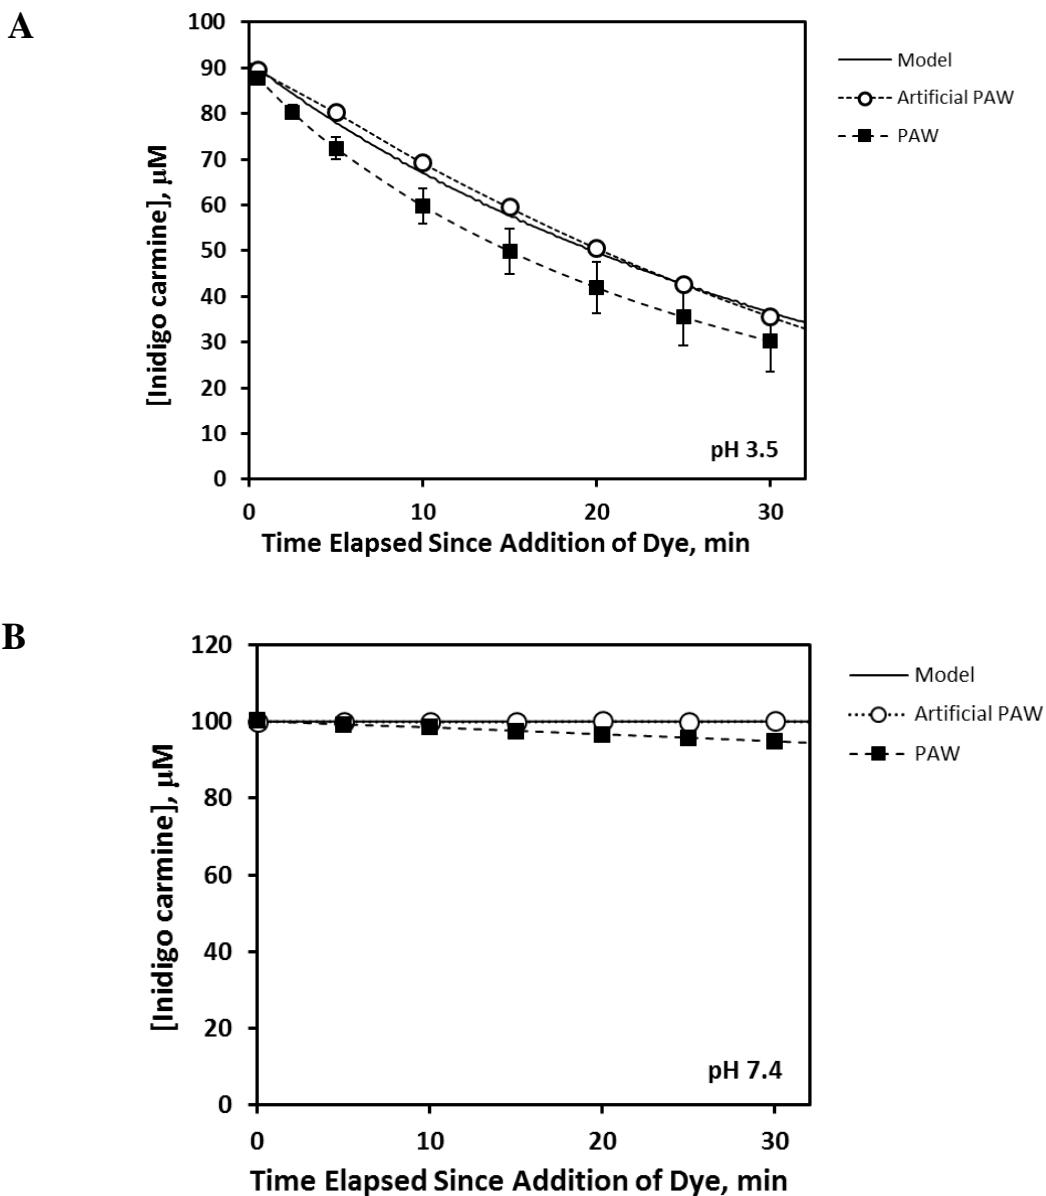 A
100
90
80
70
60
50
40
30
20
10
0
[Inidigo carmine], μM
0 10 20 30
Time Elapsed Since Addition of Dye, min
pH 3.5
Model
Artificial PAW
PAW
B
120
100
80
60
40
20
0
[Inidigo carmine], μM
0 10 20 30
Time Elapsed Since Addition of Dye, min
pH 7.4
Model
Artificial PAW
PAW